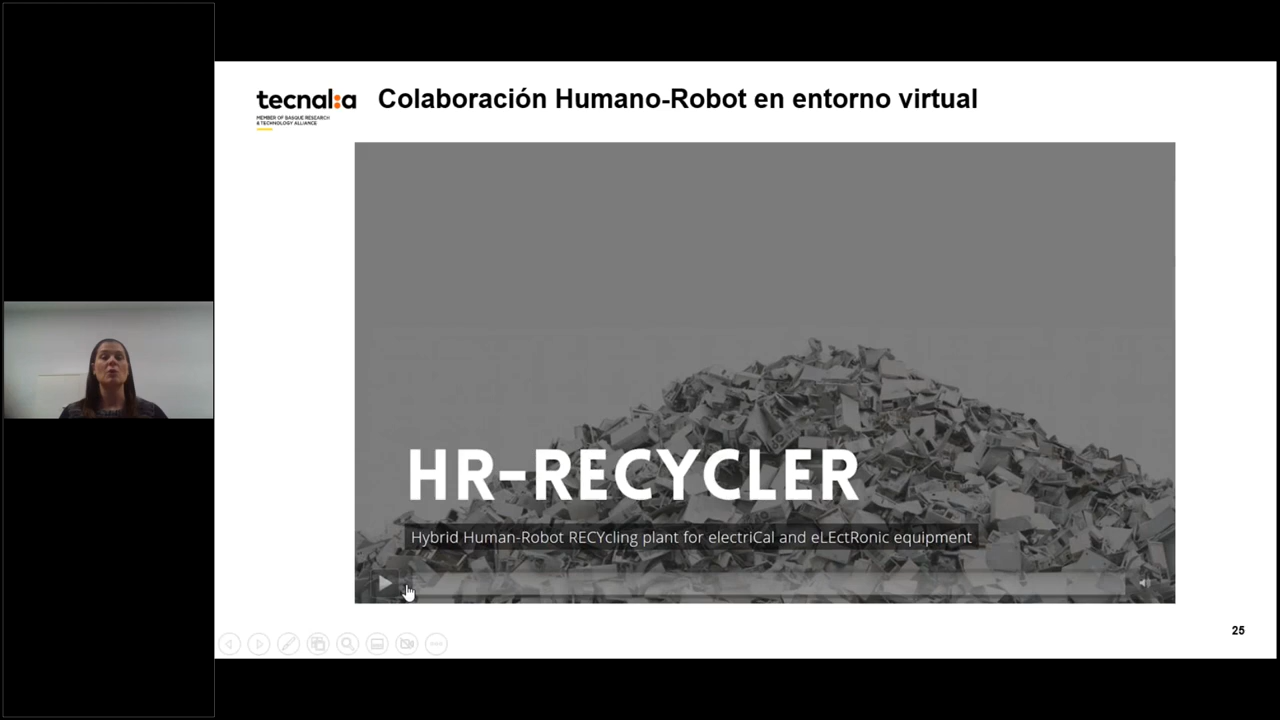 tecnal:a
MEMBER OF BASQUE RESEARCH
& TECHNOLOGY ALLIANCE
Colaboración Humano-Robot en entorno virtual
HR-RECYCLER
Hybrid Human-Robot RECYcling plant for electriCal and eLEctRonic equipment
25